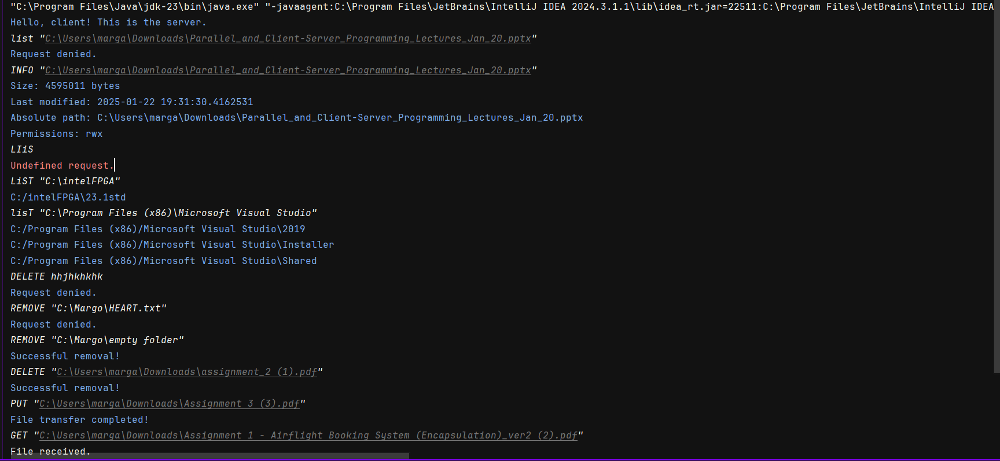 "C:\Program Files\Java\jdk-23\bin\java.exe" "-javaagent:C:\Program Files\JetBrains\IntelliJ IDEA 2024.3.1.1\lib\idea_rt.jar=22511:C:\Program Files\JetBrains\IntelliJ IDEA
Hello, client! This is the server.
list "C:\Users\marga\Downloads\Parallel_and_Client-Server_Programming_Lectures_Jan_20.pptx"
Request denied.
INFO "C:\Users\marga\Downloads\Parallel_and_Client-Server_Programming_Lectures_Jan_20.pptx"
Size: 4595011 bytes
Last modified: 2025-01-22 19:31:30.4162531
Absolute path: C:\Users\marga\Downloads\Parallel_and_Client-Server_Programming_Lectures_Jan_20.pptx
Permissions: rwx
LIiS
Undefined request.
LiST "C:\intelFPGA"
C:/intelFPGA\23.1std
lisT "C:\Program Files (x86)\Microsoft Visual Studio"
C:/Program Files (x86)/Microsoft Visual Studio\2019
C:/Program Files (x86)/Microsoft Visual Studio\Installer
C:/Program Files (x86)/Microsoft Visual Studio\Shared
DELETE hhjhkhkhk
Request denied.
REMOVE "C:\Margo\HEART.txt"
Request denied.
REMOVE "C:\Margo\empty folder"
Successful removal!
DELETE "C:\Users\marga\Downloads\assignment_2 (1).pdf"
Successful removal!
PUT "C:\Users\marga\Downloads\Assignment 3 (3).pdf"
File transfer completed!
GET "C:\Users\marga\Downloads\Assignment 1 - Airflight Booking System (Encapsulation)_ver2 (2).pdf"
File received.